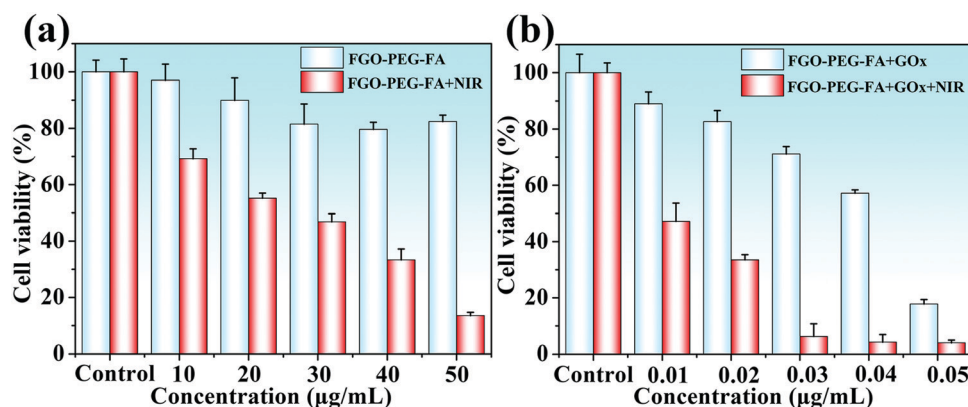 (a)
FGO-PEG-FA
FGO-PEG-FA+NIR
Cell viability (%)
100
80
60
40
20
0
Control 10 20 30 40 50
Concentration (μg/mL)
(b)
FGO-PEG-FA+GOx
FGO-PEG-FA+GOx+NIR
Cell viability (%)
100
80
60
40
20
0
Control 0.01 0.02 0.03 0.04 0.05
Concentration (μg/mL)